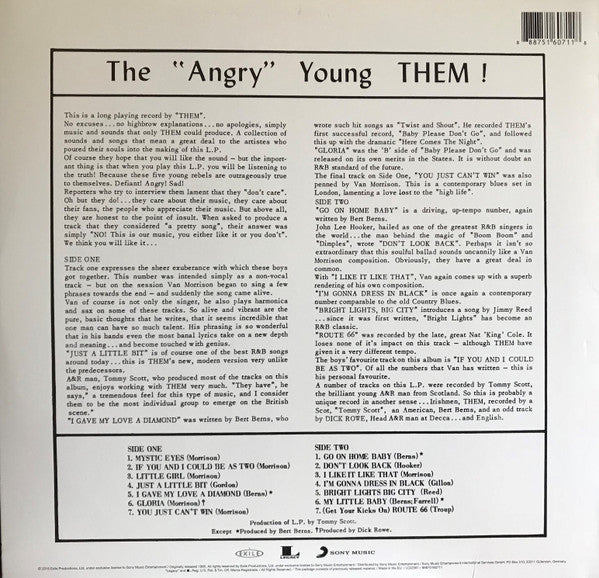 8 88751 60711 8
The "Angry" Young THEM !
This is a long playing record by "THEM".
No excuses...no highbrow explanations...no apologies, simply
music and sounds that only THEM could produce. A collection of
sounds and songs that mean a great deal to the artistes who
poured their souls into the making of this L.P.
Of course they hope that you will like the sound – but the import-
ant thing is that when you play this L.P. you will be listening to
the truth! Because these five young rebels are outrageously true
to themselves. Defiant! Angry! Sad!
Reporters who try to interview them lament that they "don't care".
Oh but they do!...they care about their music, they care about
their fans, the people who appreciate their music. But above all,
they are honest to the point of insult. When asked to produce a
track that they considered "a pretty song", their answer was
simply "NO! This is our music, you either like it or you don't".
We think you will like it...
SIDE ONE
Track one expresses the sheer exuberance with which these boys
got together. This number was intended simply as a non-vocal
track – but on the session Van Morrison began to sing a few
phrases towards the end – and suddenly the song came alive.
Van of course is not only the singer, he also plays harmonica
and sax on some of these tracks. So alive and vibrant are the
pure, basic thoughts that he writes, that it seems incredible that
one man can have so much talent. His phrasing is so wonderful
that in his hands even the most banal lyrics take on a new depth
and meaning...and become touched with genius.
"JUST A LITTLE BIT" is of course one of the best R&B songs
around today...this is THEM's new, modern version very unlike
the predecessors.
A&R man, Tommy Scott, who produced most of the tracks on this
album, enjoys working with THEM very much. "They have", he
says," a tremendous feel for this type of music, and I consider
them to be the most individual group to emerge on the British
scene."
"I GAVE MY LOVE A DIAMOND" was written by Bert Berns, who
wrote such hit songs as "Twist and Shout". He recorded THEM's
first successful record, "Baby Please Don't Go", and followed
this up with the dramatic "Here Comes The Night".
"GLORIA" was the 'B' side of "Baby Please Don't Go" and was
released on its own merits in the States. It is without doubt an
R&B standard of the future.
The final track on Side One, "YOU JUST CAN'T WIN" was also
penned by Van Morrison. This is a contemporary blues set in
London, lamenting a love lost to the "high life".
SIDE TWO
"GO ON HOME BABY" is a driving, up-tempo number, again
written by Bert Berns.
John Lee Hooker, hailed as one of the greatest R&B singers in
the world...the man behind the magic of "Boom Boom" and
"Dimples", wrote "DON'T LOOK BACK". Perhaps it isn't so
extraordinary that this soulful ballad sounds uncannily like a Van
Morrison composition. Obviously, they have a great deal in
common.
With "I LIKE IT LIKE THAT", Van again comes up with a superb
rendering of his own composition.
"I'M GONNA DRESS IN BLACK" is once again a contemporary
number comparable to the old Country Blues.
"BRIGHT LIGHTS, BIG CITY" introduces a song by Jimmy Reed
...since it was first written, "Bright Lights" has become an
R&B classic.
"ROUTE 66" was recorded by the late, great Nat 'King' Cole. It
loses none of it's impact on this track – although THEM have
given it a very different tempo.
The boys' favourite track on this album is "IF YOU AND I COULD
BE AS TWO". Of all the numbers that Van has written – this is
his personal favourite.
A number of tracks on this L.P. were recorded by Tommy Scott,
the brilliant young A&R man from Scotland. So this is probably a
unique record in another sense...Irishmen, THEM, recorded by a
Scot, "Tommy Scott", an American, Bert Berns, and an odd track
by DICK ROWE, Head A&R man at Decca...and English.
SIDE ONE
1. MYSTIC EYES (Morrison)
2. IF YOU AND I COULD BE AS TWO (Morrison)
3. LITTLE GIRL (Morrison)
4. JUST A LITTLE BIT (Gordon)
5. I GAVE MY LOVE A DIAMOND (Berns)*
6. GLORIA (Morrison) †
7. YOU JUST CAN'T WIN (Morrison)
SIDE TWO
1. GO ON HOME BABY (Berns)*
2. DON'T LOOK BACK (Hooker)
3. I LIKE IT LIKE THAT (Morrison)
4. I'M GONNA DRESS IN BLACK (Gillon)
5. BRIGHT LIGHTS BIG CITY (Reed)
6. MY LITTLE BABY (Berns; Farrell)*
7. (Get Your Kicks On) ROUTE 66 (Troup)
Production of L.P. by Tommy Scott.
Except *Produced by Bert Berns. †Produced by Dick Rowe.
EXILE
LEGACY
SONY MUSIC